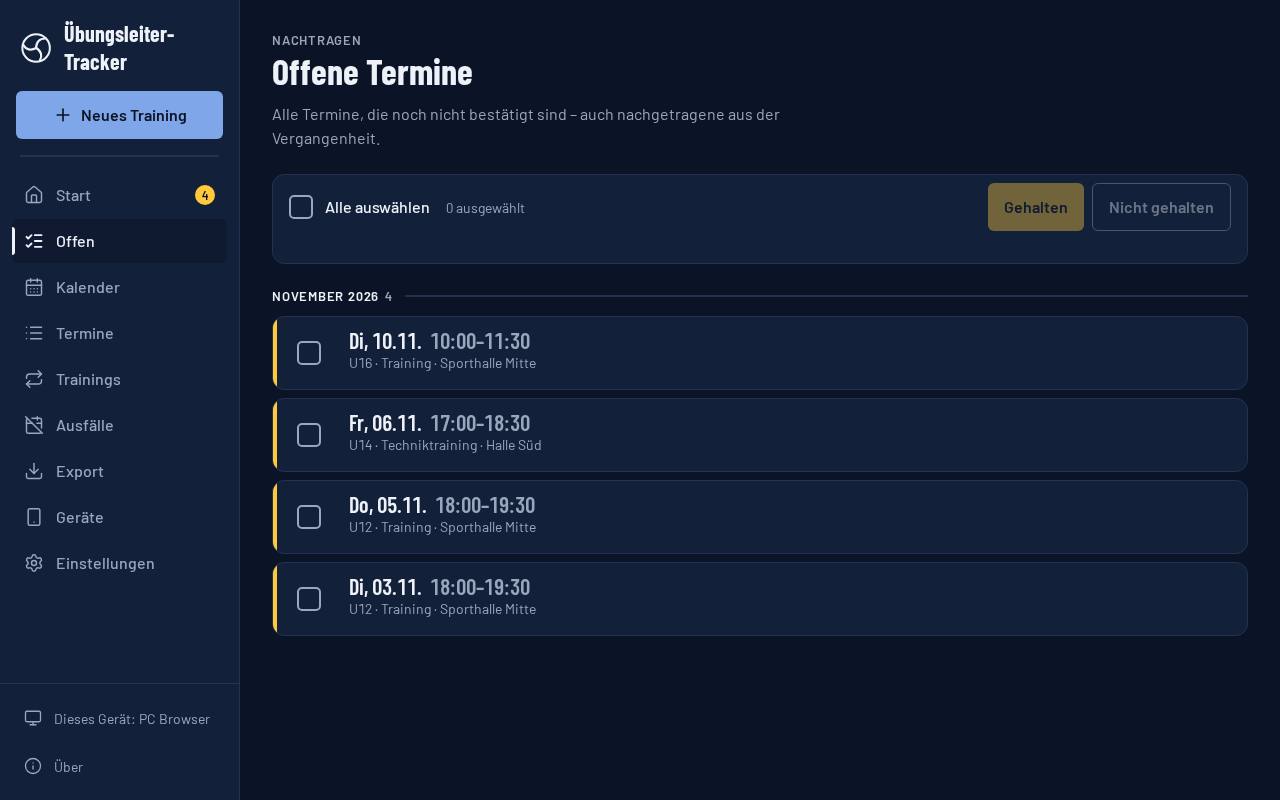 Übungsleiter-
Tracker
Neues Training
Start 4
Offen
Kalender
Termine
Trainings
Ausfälle
Export
Geräte
Einstellungen
Dieses Gerät: PC Browser
Über
NACHTRAGEN
Offene Termine
Alle Termine, die noch nicht bestätigt sind – auch nachgetragene aus der
Vergangenheit.
Alle auswählen 0 ausgewählt Gehalten Nicht gehalten
NOVEMBER 2026 4
Di, 10.11. 10:00–11:30
U16 · Training · Sporthalle Mitte
Fr, 06.11. 17:00–18:30
U14 · Techniktraining · Halle Süd
Do, 05.11. 18:00–19:30
U12 · Training · Sporthalle Mitte
Di, 03.11. 18:00–19:30
U12 · Training · Sporthalle Mitte